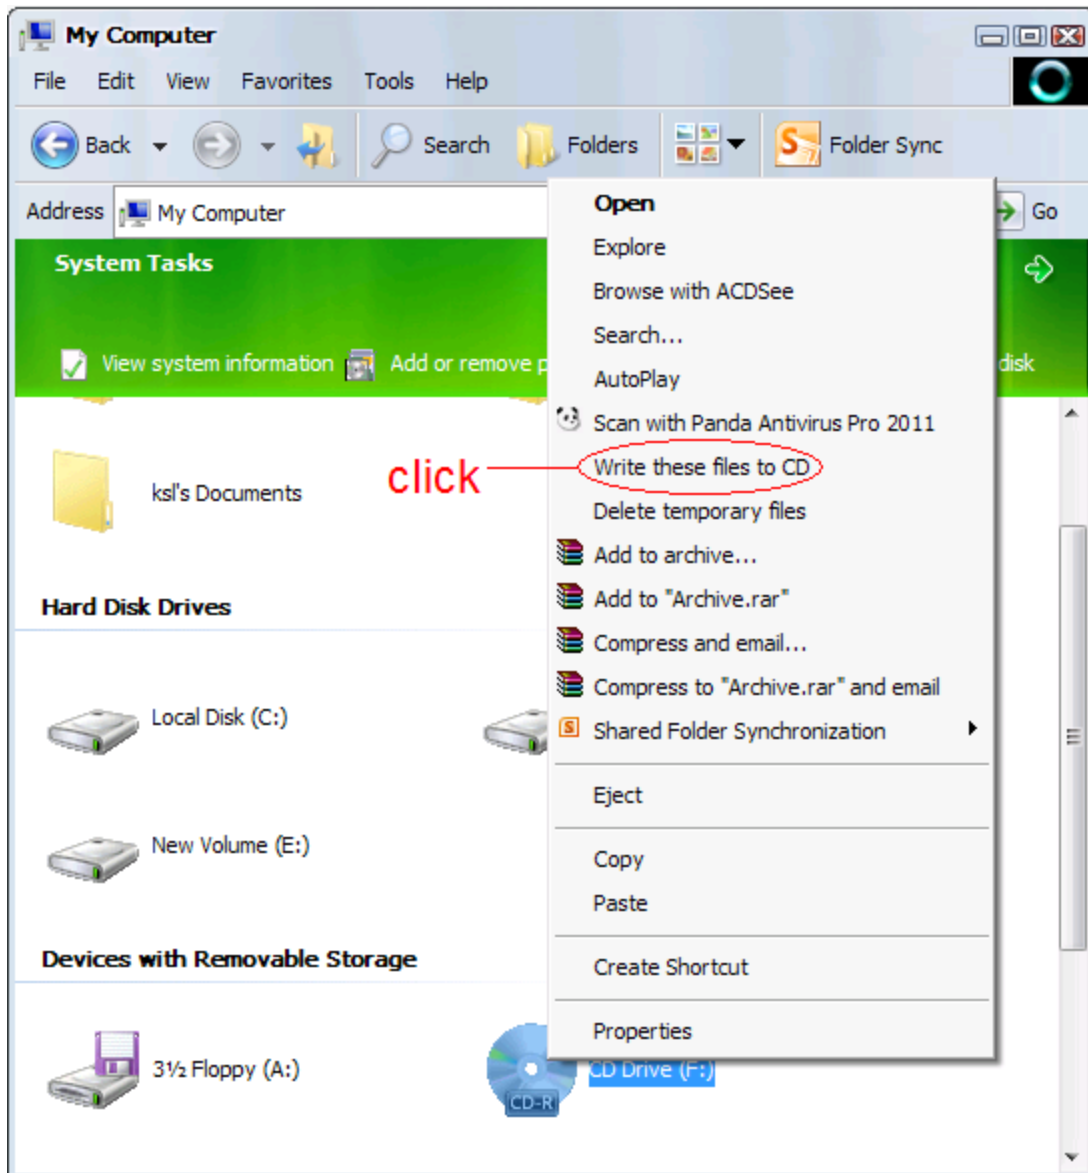 My Computer
File Edit View Favorites Tools Help
Back Search Folders Folder Sync
Address My Computer Go
System Tasks
View system information Add or remove p disk
ksl's Documents
Hard Disk Drives
Local Disk (C:)
New Volume (E:)
Devices with Removable Storage
3½ Floppy (A:)
CD Drive (F:)
CD-R
click
Open
Explore
Browse with ACDSee
Search...
AutoPlay
Scan with Panda Antivirus Pro 2011
Write these files to CD
Delete temporary files
Add to archive...
Add to "Archive.rar"
Compress and email...
Compress to "Archive.rar" and email
Shared Folder Synchronization
Eject
Copy
Paste
Create Shortcut
Properties